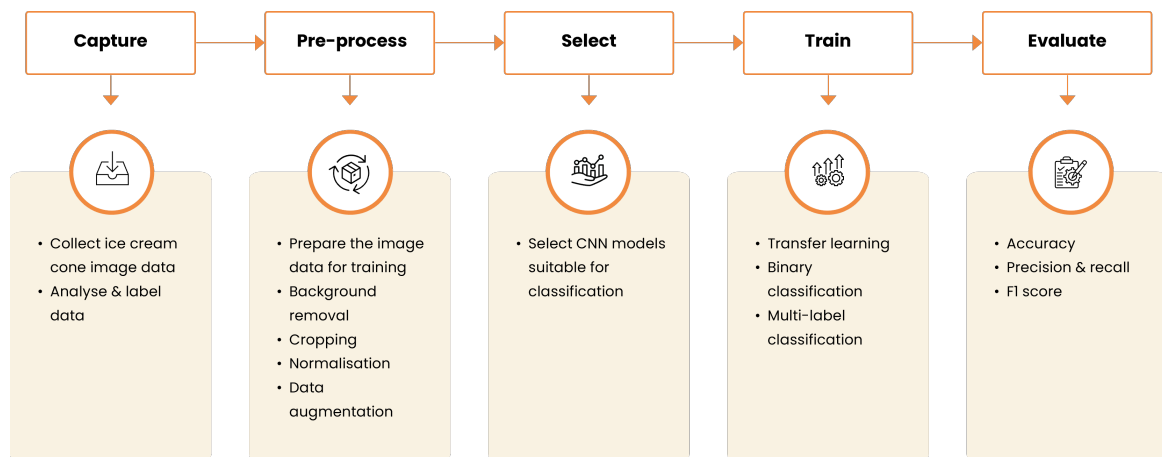 Capture
Pre-process
Select
Train
Evaluate
• Collect ice cream
cone image data
• Analyse & label
data
• Prepare the image
data for training
• Background
removal
• Cropping
• Normalisation
• Data
augmentation
• Select CNN models
suitable for
classification
• Transfer learning
• Binary
classification
• Multi-label
classification
• Accuracy
• Precision & recall
• F1 score